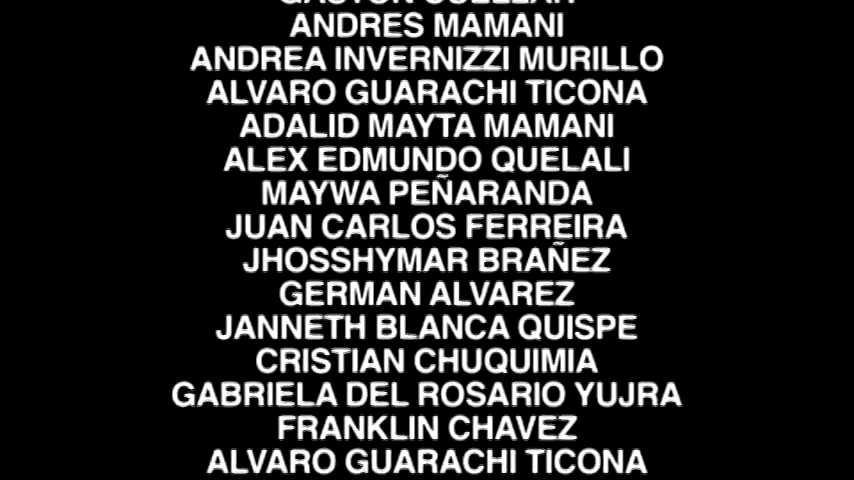 ANDRES MAMANI
ANDREA INVERNIZZI MURILLO
ALVARO GUARACHI TICONA
ADALID MAYTA MAMANI
ALEX EDMUNDO QUELALI
MAYWA PEÑARANDA
JUAN CARLOS FERREIRA
JHOSSHYMAR BRAÑEZ
GERMAN ALVAREZ
JANNETH BLANCA QUISPE
CRISTIAN CHUQUIMIA
GABRIELA DEL ROSARIO YUJRA
FRANKLIN CHAVEZ
ALVARO GUARACHI TICONA